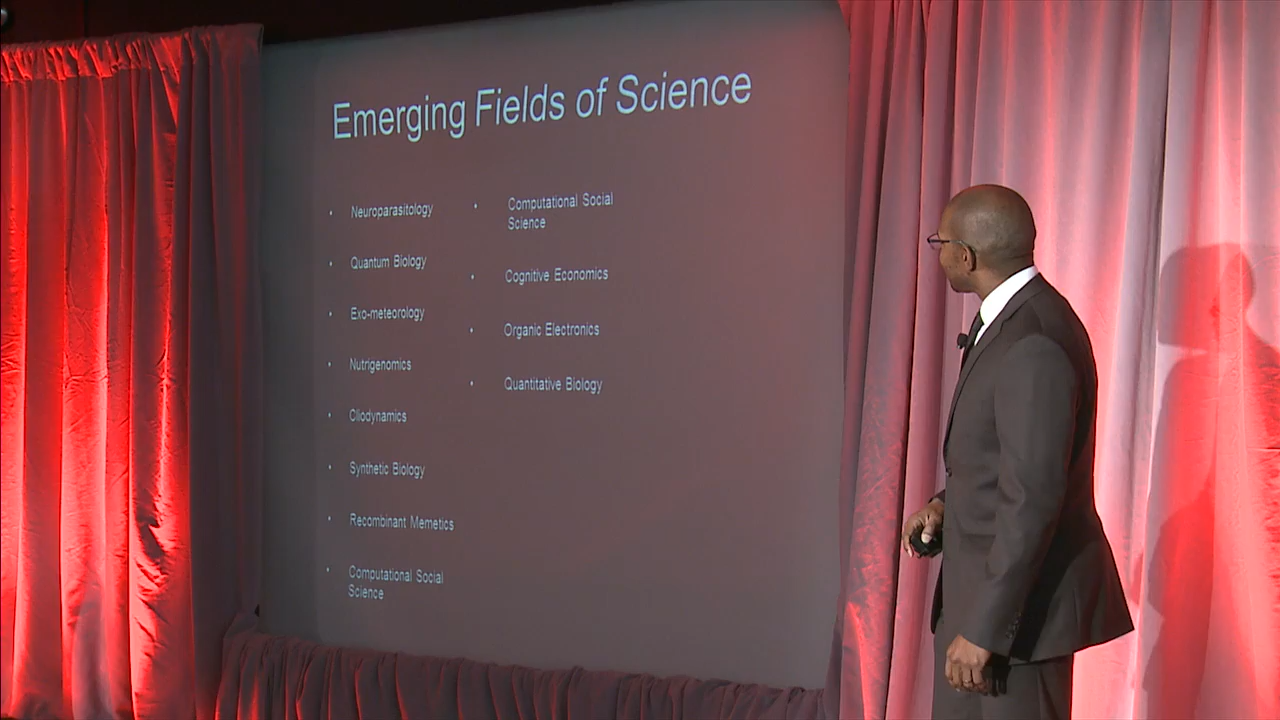 Emerging Fields of Science
• Neuroparasitology
• Quantum Biology
• Exo-meteorology
• Nutrigenomics
• Cliodynamics
• Synthetic Biology
• Recombinant Memetics
• Computational Social
Science
• Computational Social
Science
• Cognitive Economics
• Organic Electronics
• Quantitative Biology